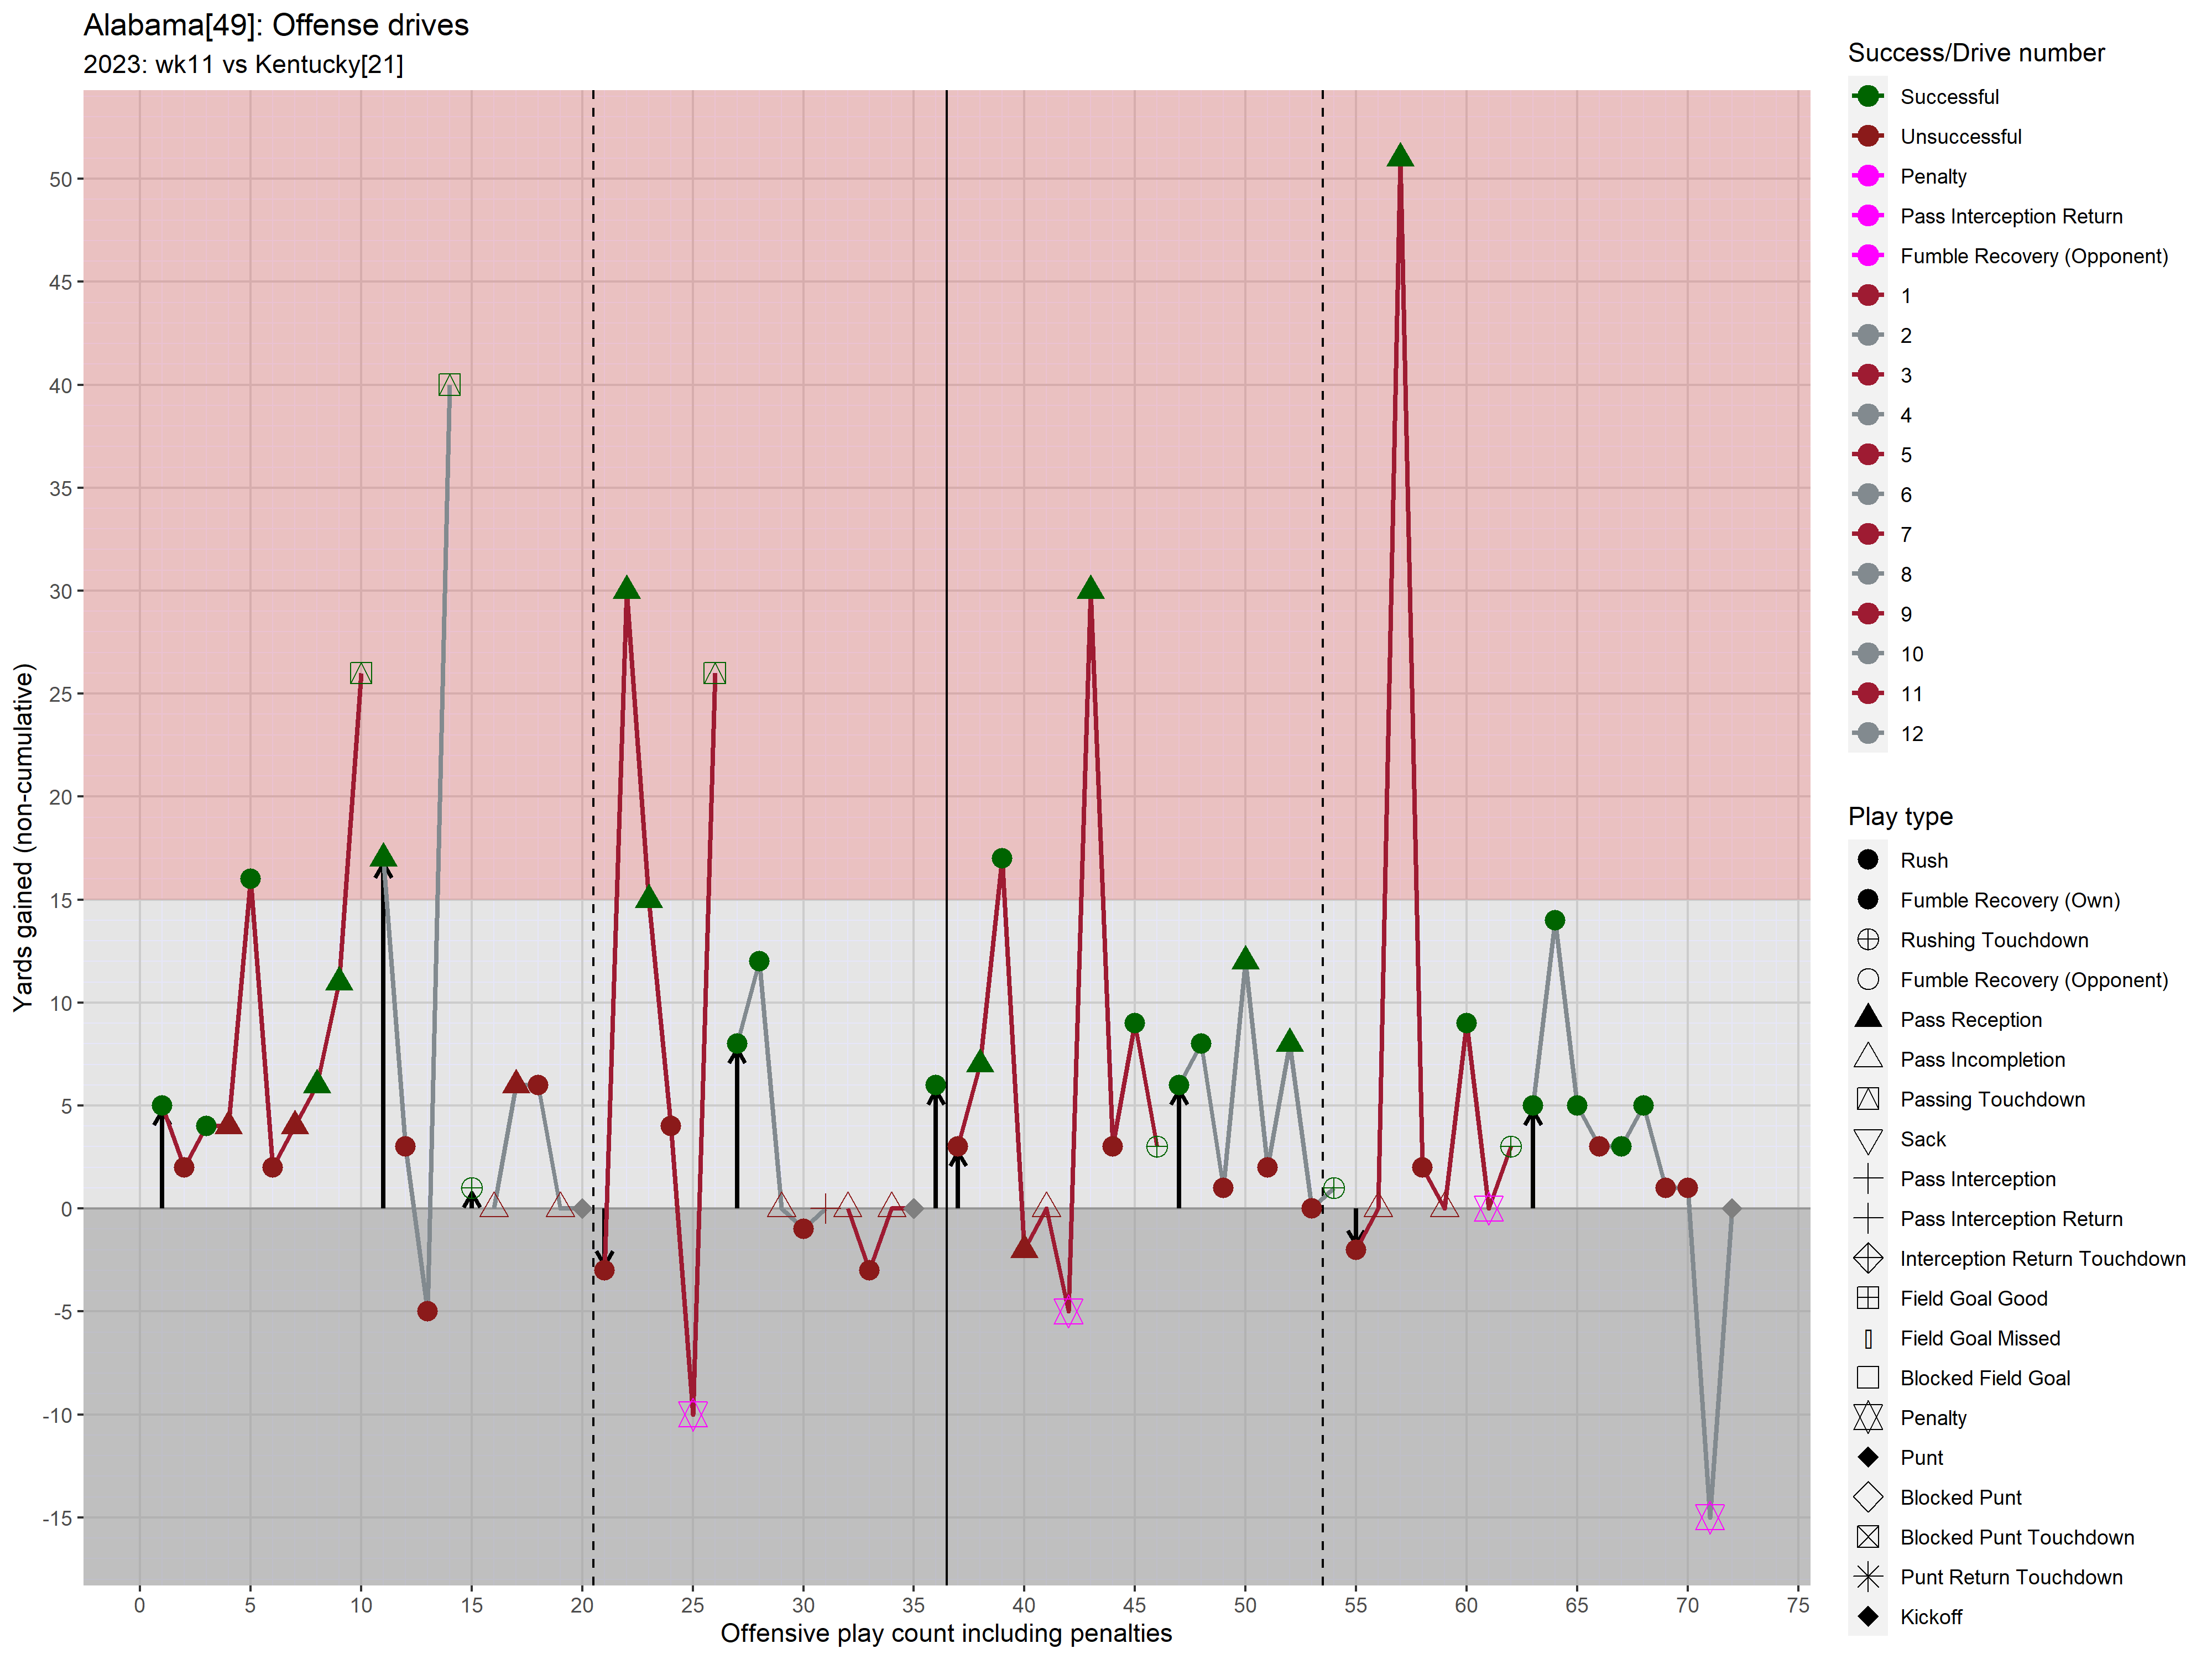 Alabama[49]: Offense drives
2023: wk11 vs Kentucky[21]
Yards gained (non-cumulative)
50
45
40
35
30
25
20
15
10
5
0
-5
-10
-15
0 5 10 15 20 25 30 35 40 45 50 55 60 65 70 75
Offensive play count including penalties
Success/Drive number
Successful
Unsuccessful
Penalty
Pass Interception Return
Fumble Recovery (Opponent)
1
2
3
4
5
6
7
8
9
10
11
12
Play type
Rush
Fumble Recovery (Own)
Rushing Touchdown
Fumble Recovery (Opponent)
Pass Reception
Pass Incompletion
Passing Touchdown
Sack
Pass Interception
Pass Interception Return
Interception Return Touchdown
Field Goal Good
Field Goal Missed
Blocked Field Goal
Penalty
Punt
Blocked Punt
Blocked Punt Touchdown
Punt Return Touchdown
Kickoff